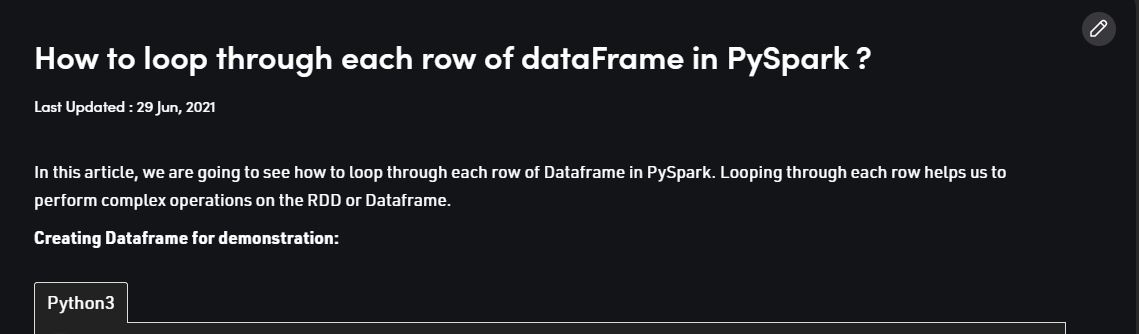 How to loop through each row of dataFrame in PySpark ?
Last Updated : 29 Jun, 2021
In this article, we are going to see how to loop through each row of Dataframe in PySpark. Looping through each row helps us to
perform complex operations on the RDD or Dataframe.
Creating Dataframe for demonstration:
Python3